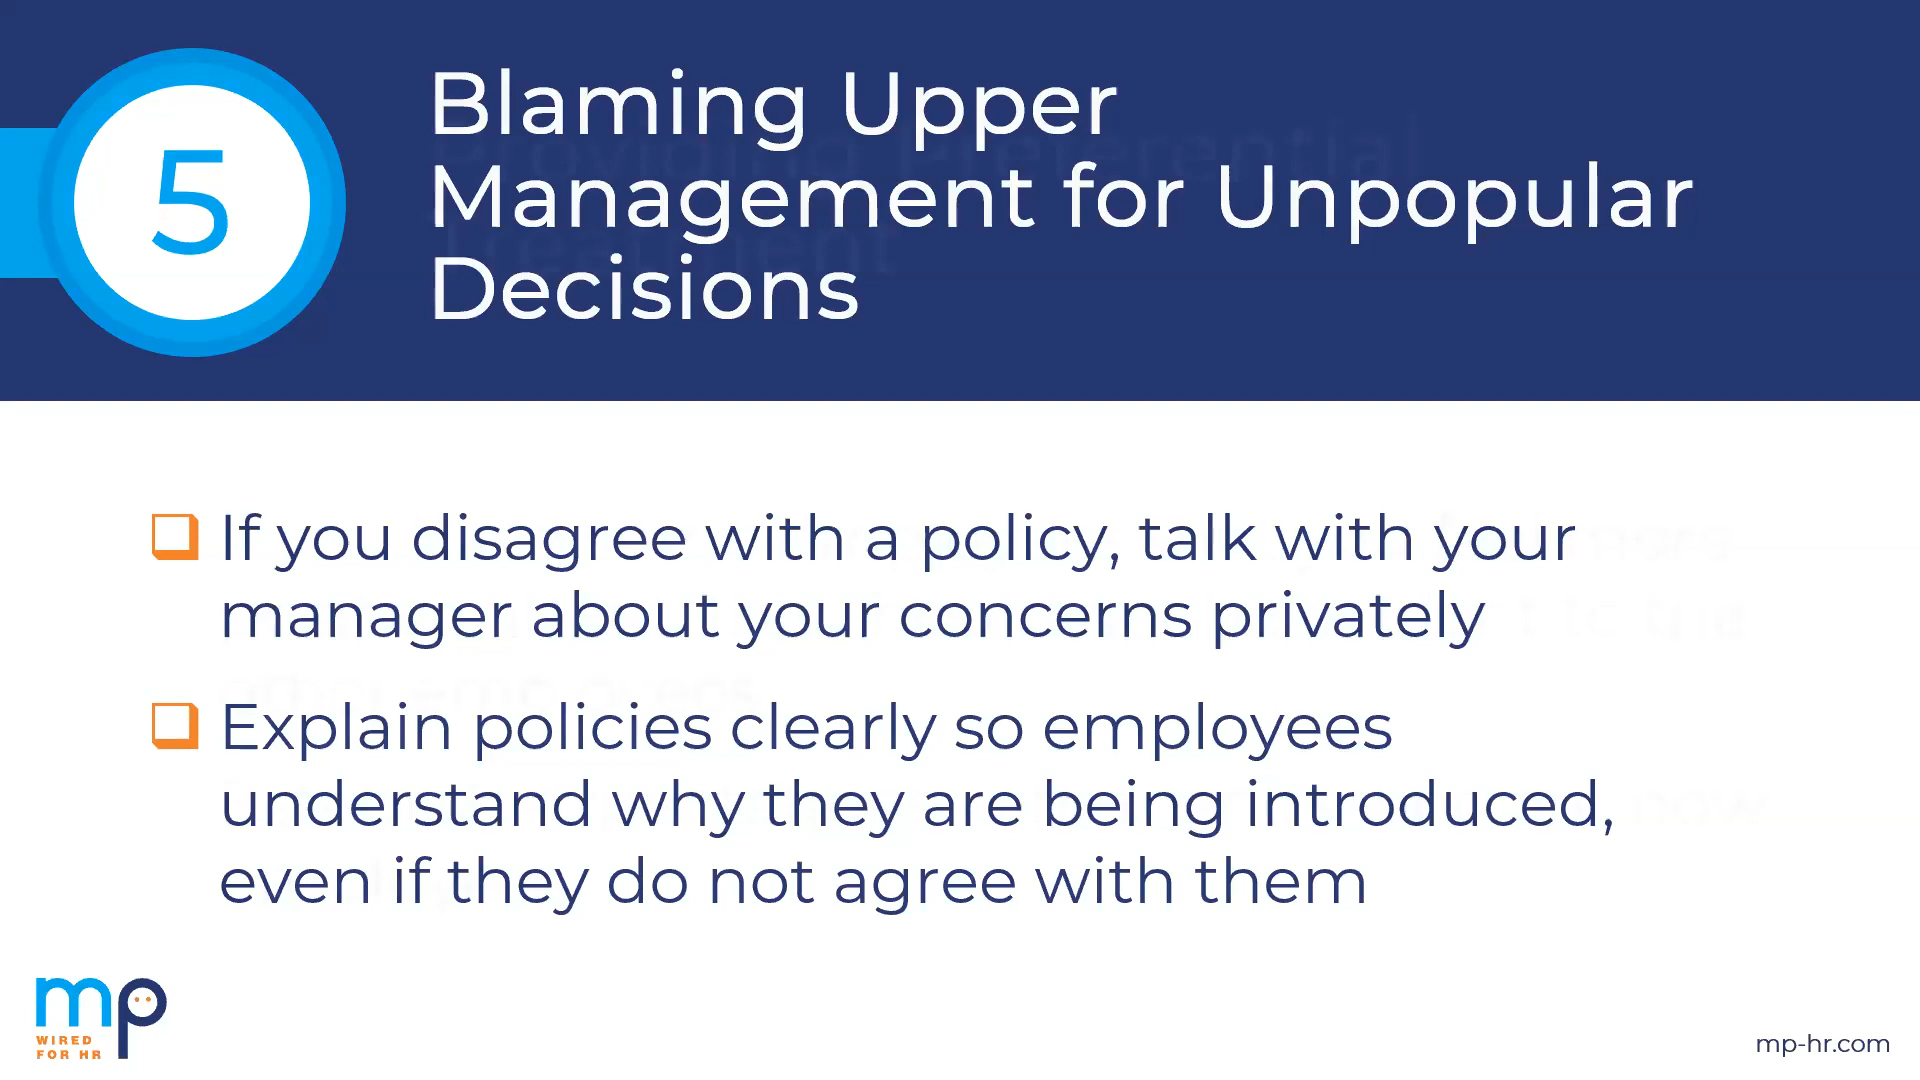 5
Blaming Upper
Management for Unpopular
Decisions
If you disagree with a policy, talk with your
manager about your concerns privately
Explain policies clearly so employees
understand why they are being introduced,
even if they do not agree with them
mp
WIRED
FOR HR
mp-hr.com